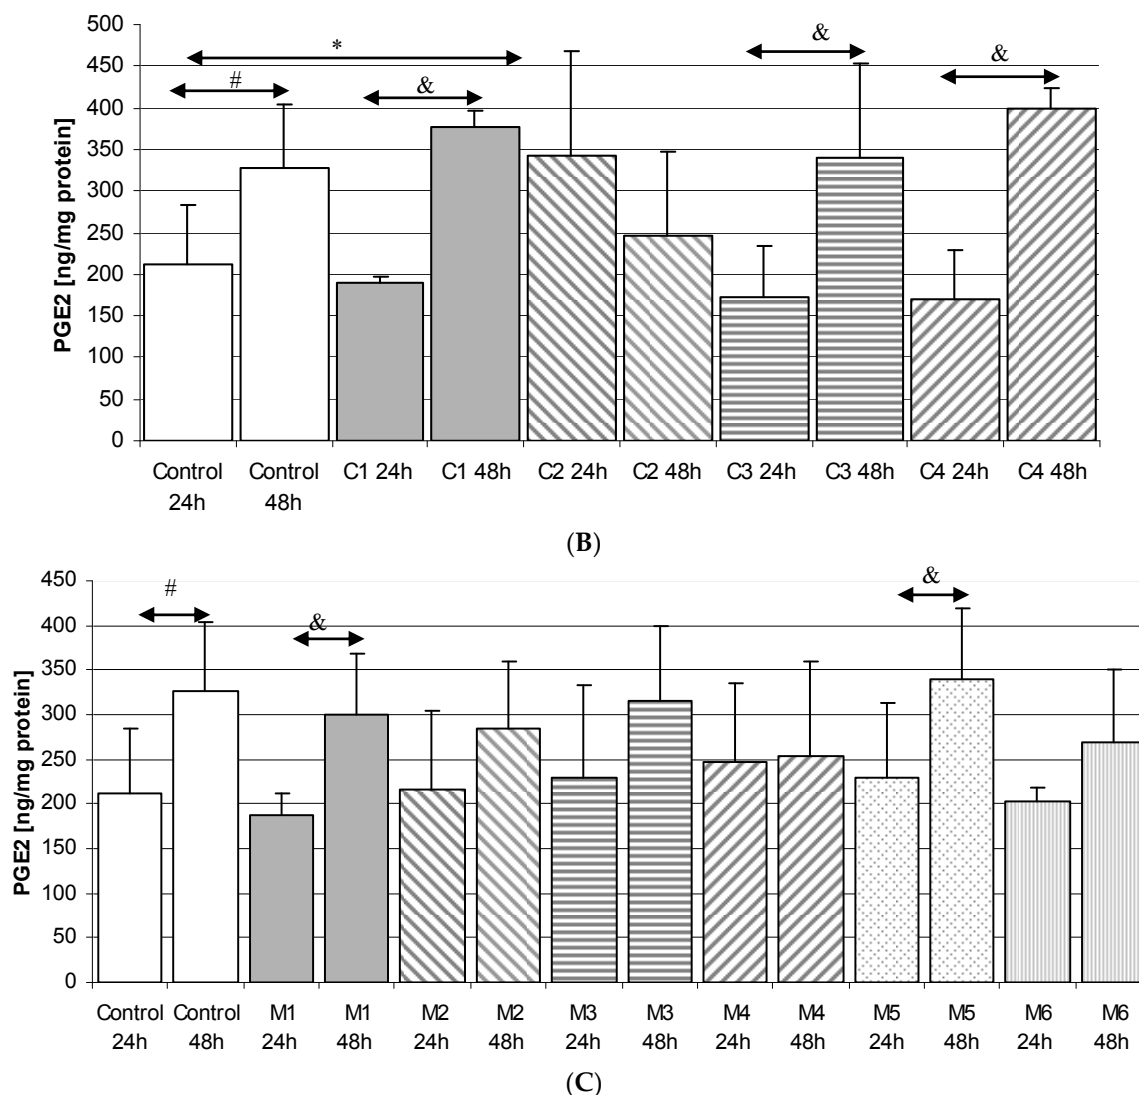 500
450
400
350
300
250
200
150
100
50
0
PGE2 [ng/mg protein]
*
#
&
&
&
Control 24h
Control 48h
C1 24h
C1 48h
C2 24h
C2 48h
C3 24h
C3 48h
C4 24h
C4 48h
(B)
450
400
350
300
250
200
150
100
50
0
PGE2 [ng/mg protein]
#
&
&
Control 24h
Control 48h
M1 24h
M1 48h
M2 24h
M2 48h
M3 24h
M3 48h
M4 24h
M4 48h
M5 24h
M5 48h
M6 24h
M6 48h
(C)